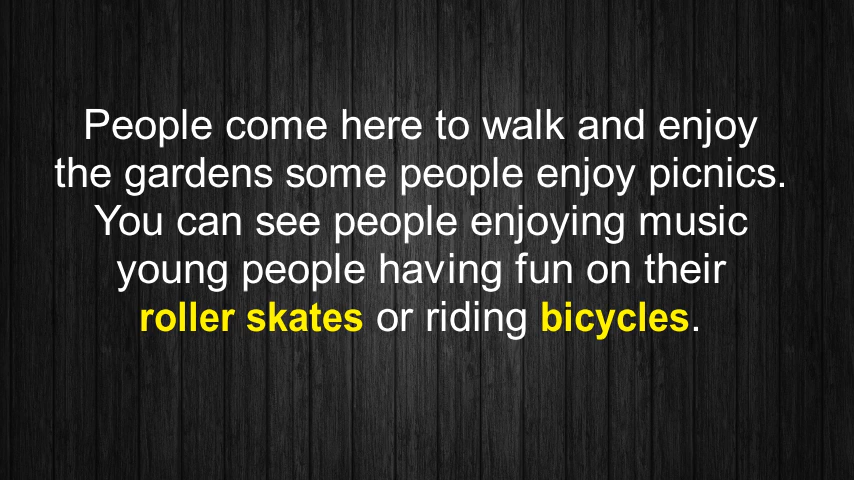 People come here to walk and enjoy
the gardens some people enjoy picnics.
You can see people enjoying music
young people having fun on their
roller skates or riding bicycles.